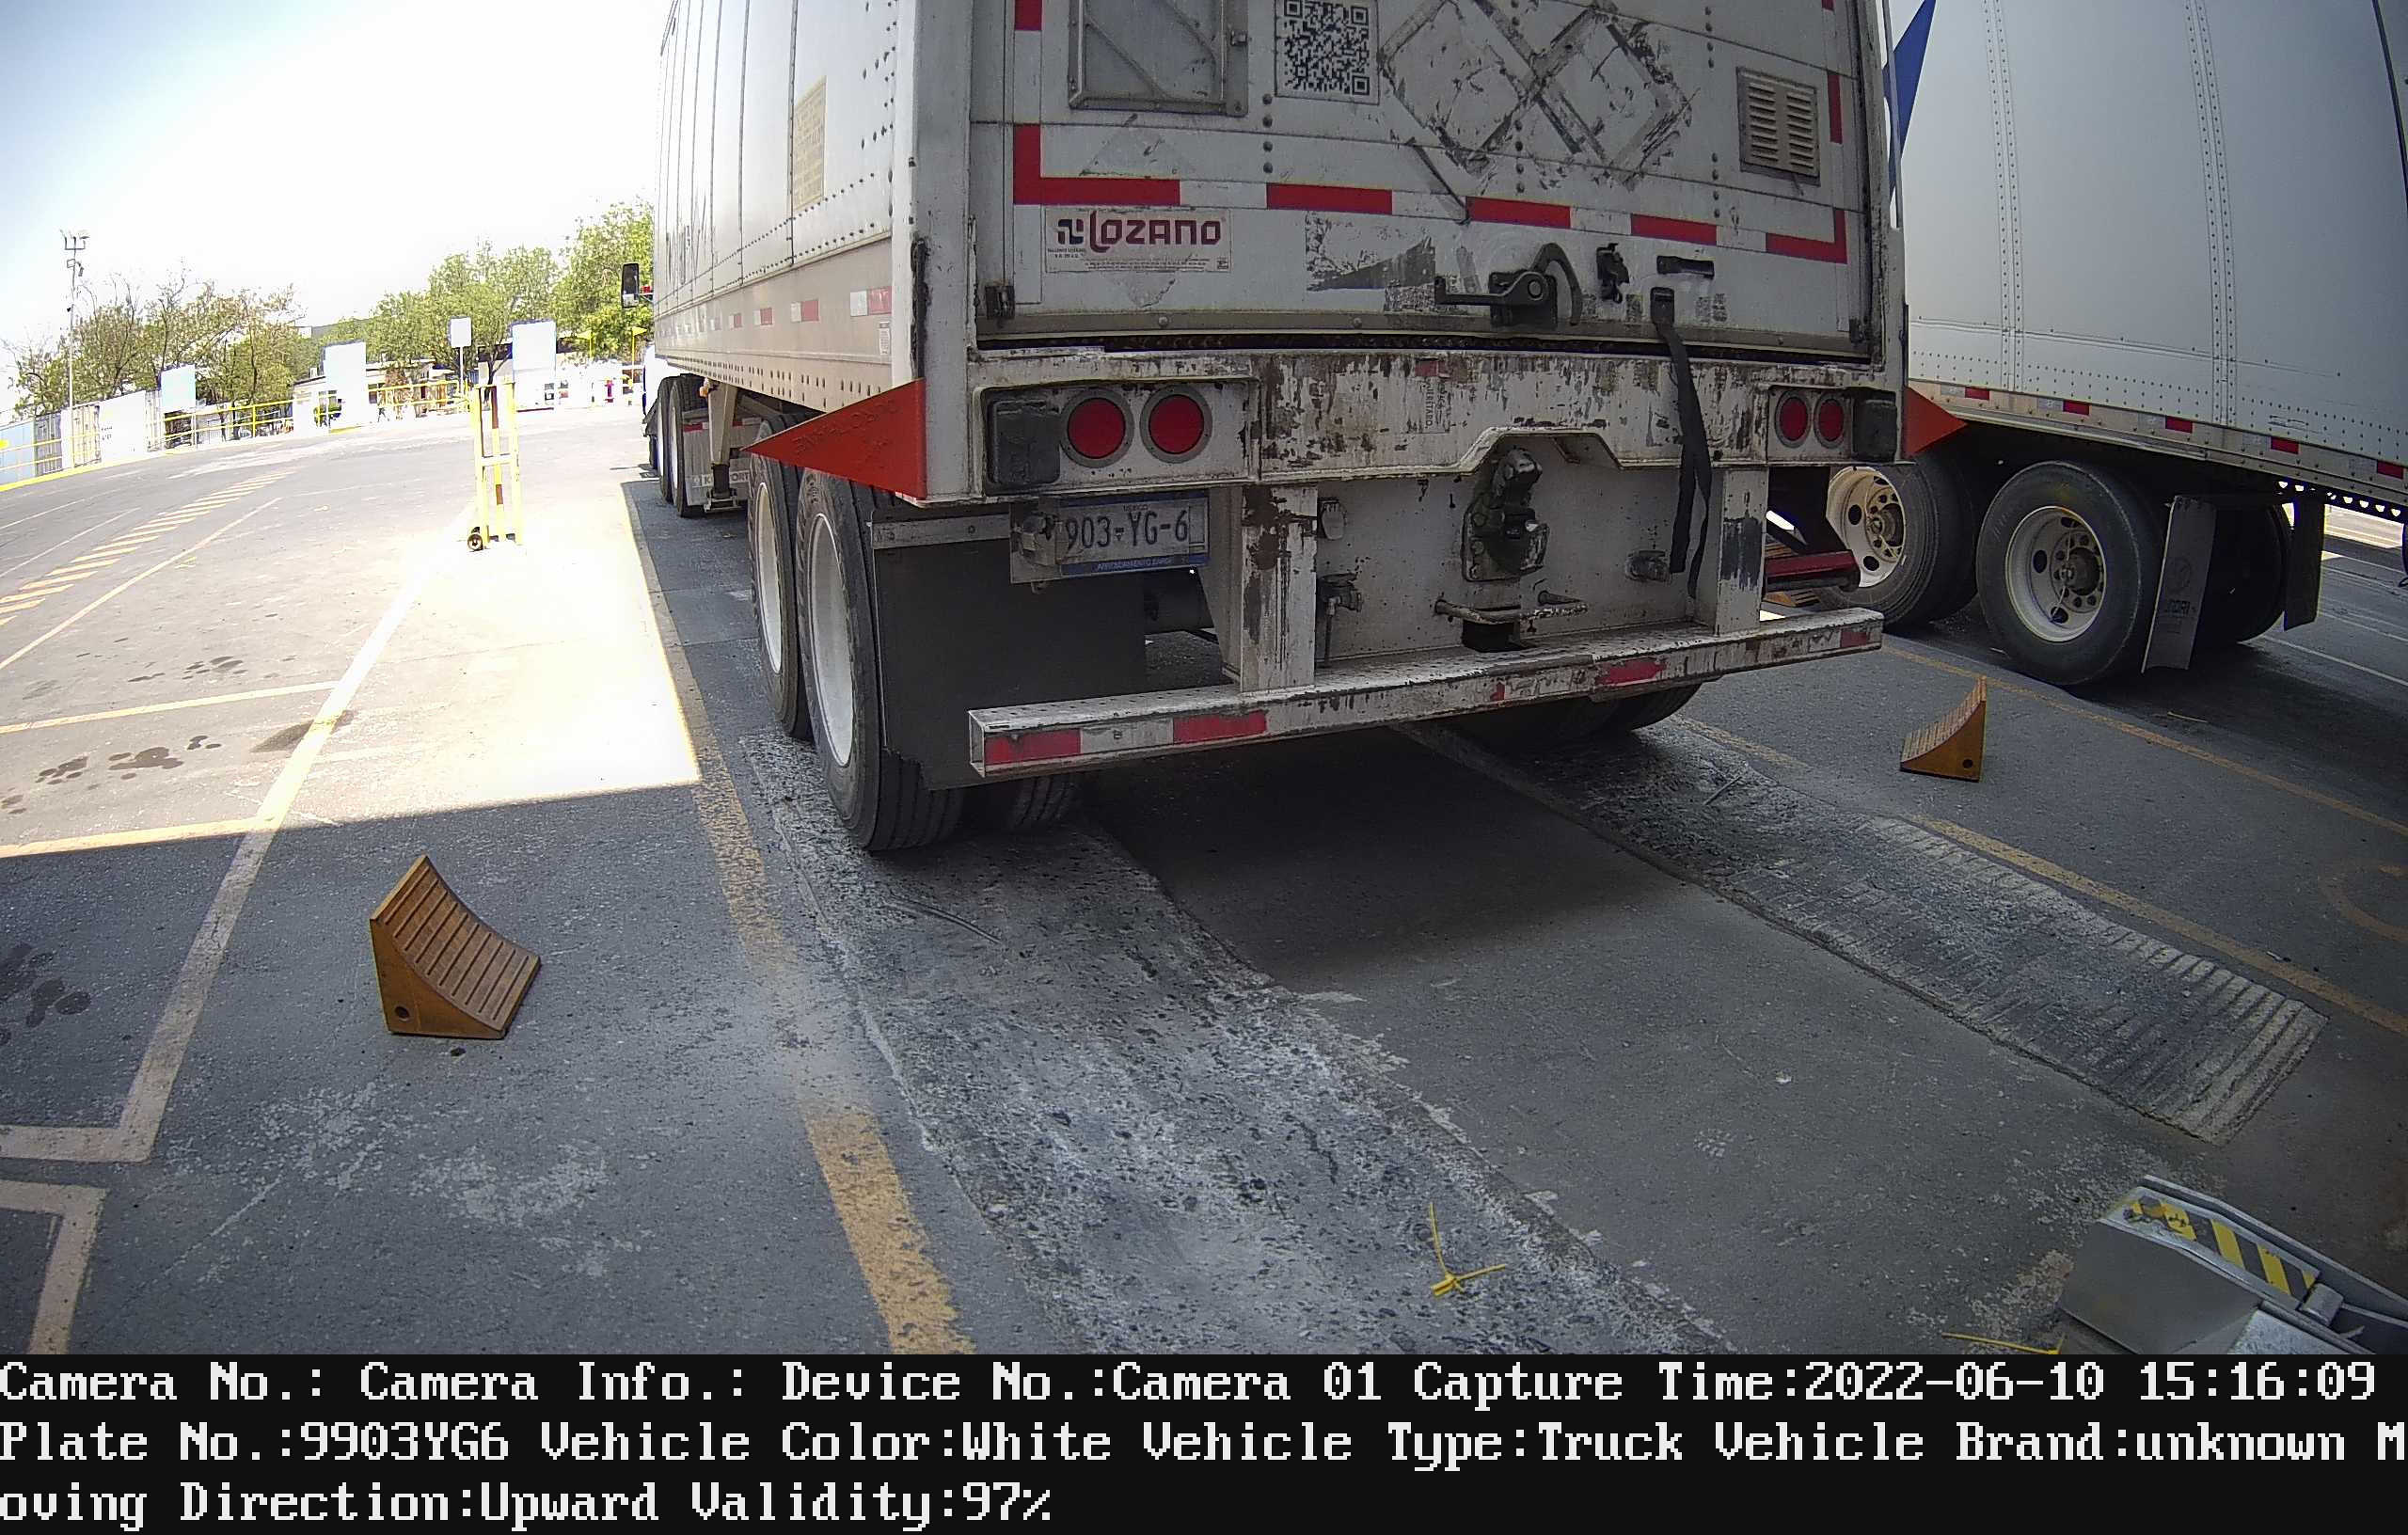 LOZANO
MEXICO
903-YG-6
Camera No.: Camera Info.: Device No.:Camera 01 Capture Time:2022-06-10 15:16:09
Plate No.:9903YG6 Vehicle Color:White Vehicle Type:Truck Vehicle Brand:unknown M
oving Direction:Upward Validity:97%